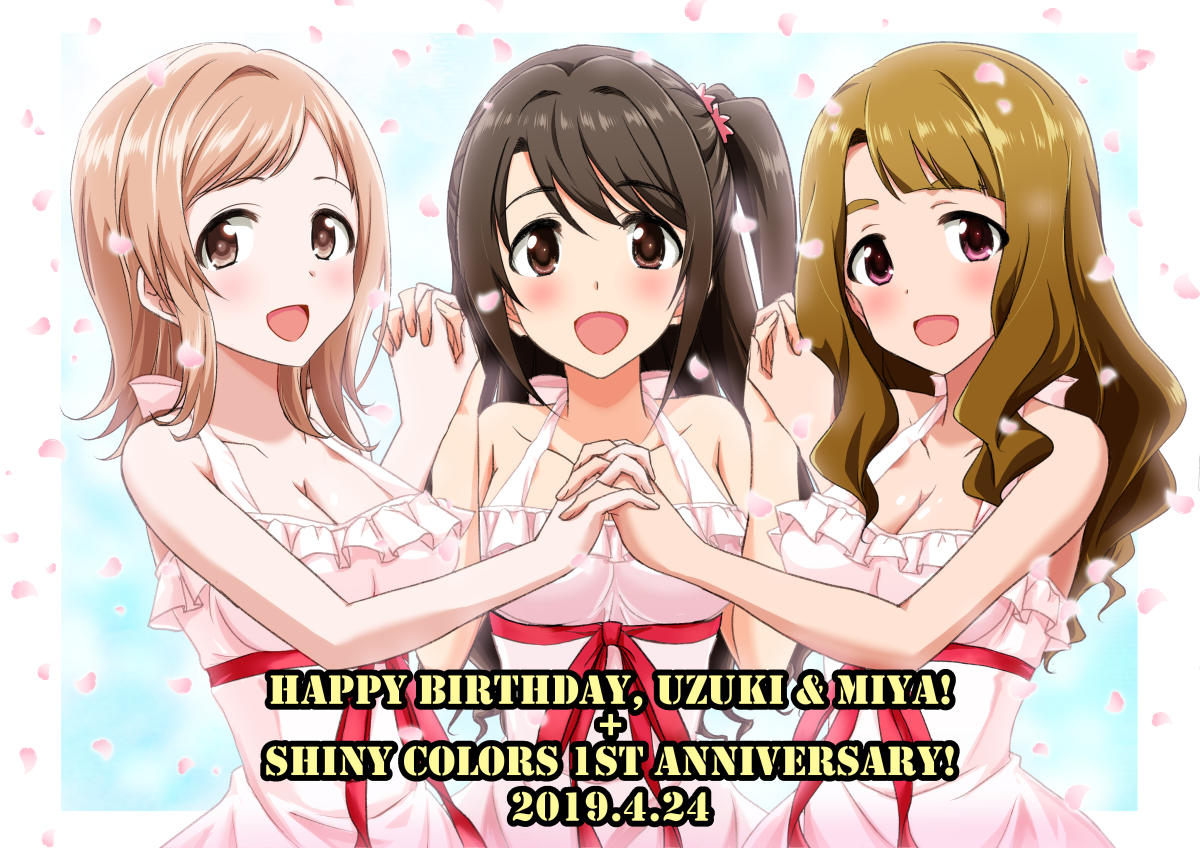 HAPPY BIRTHDAY, UZUKI & MIYA!
+
SHINY COLORS 1ST ANNIVERSARY!
2019.4.24